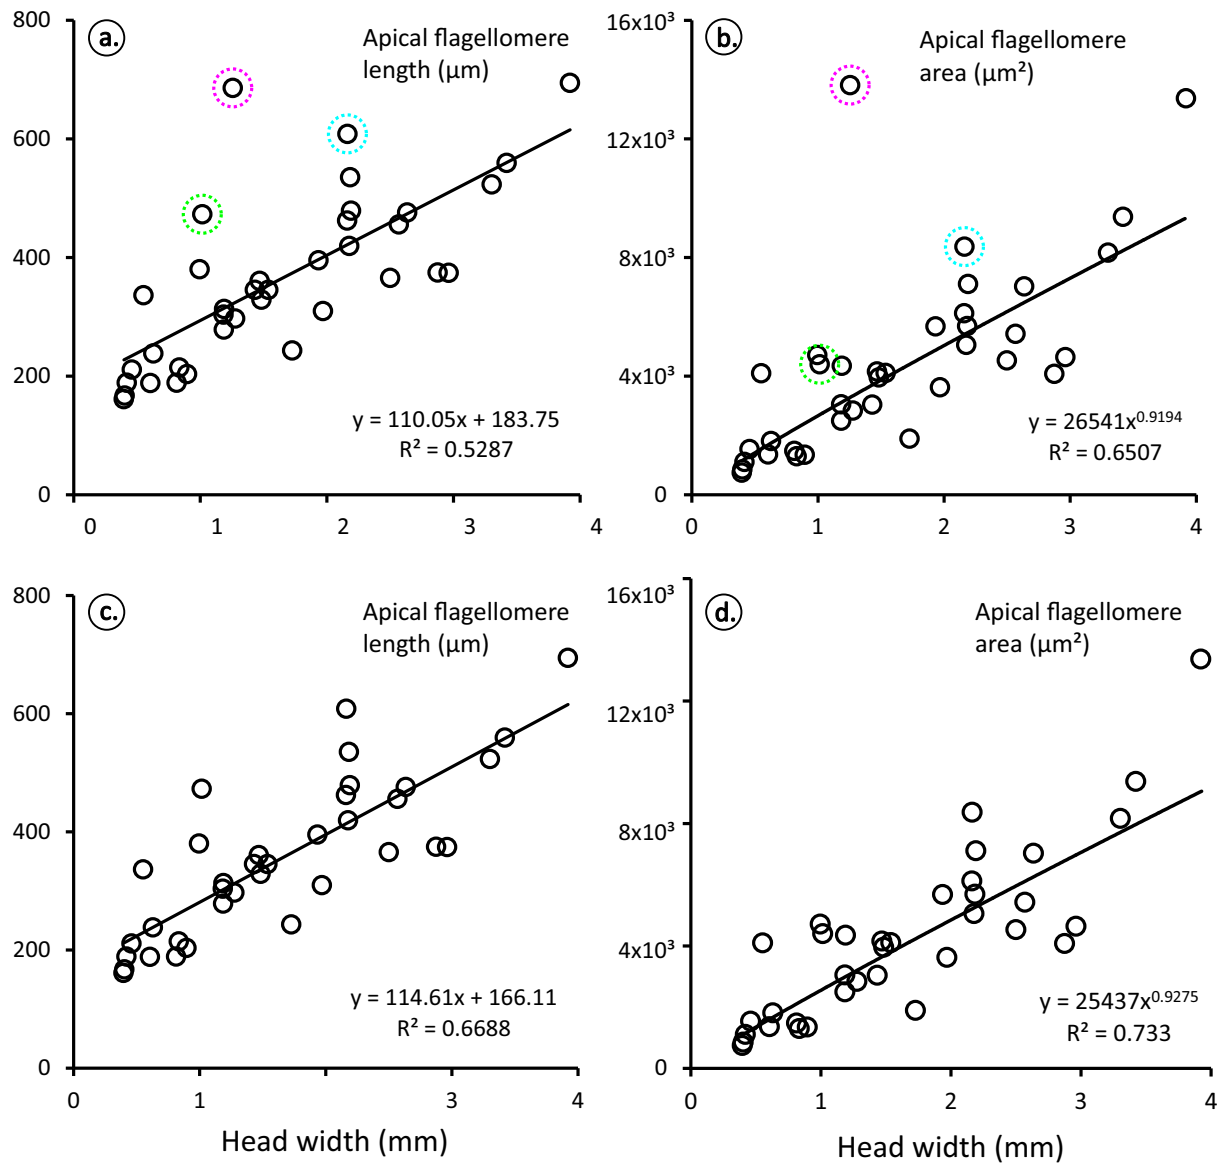 a.
Apical flagellomere
length (µm)
800
600
400
200
0
y = 110.05x + 183.75
R² = 0.5287
0 1 2 3 4
b.
Apical flagellomere
area (µm²)
16x10³
12x10³
8x10³
4x10³
0
y = 26541x⁰·⁹¹⁹⁴
R² = 0.6507
0 1 2 3 4
c.
Apical flagellomere
length (µm)
800
600
400
200
0
y = 114.61x + 166.11
R² = 0.6688
0 1 2 3 4
Head width (mm)
d.
Apical flagellomere
area (µm²)
16x10³
12x10³
8x10³
4x10³
0
y = 25437x⁰·⁹²⁷⁵
R² = 0.733
0 1 2 3 4
Head width (mm)